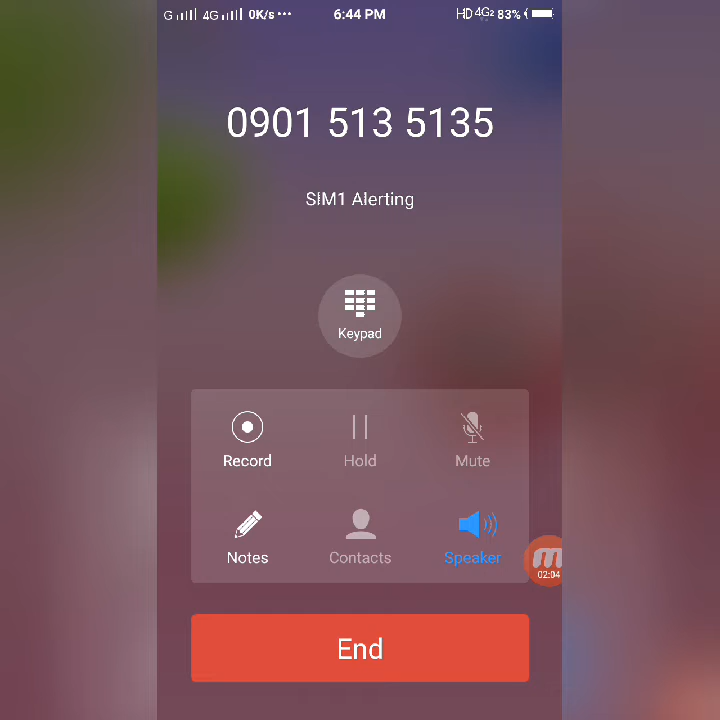 G 4G 0K/s ••• 6:44 PM HD 4G2 83%
0901 513 5135
SIM1 Alerting
Keypad
Record Hold Mute
Notes Contacts Speaker
02:04
End